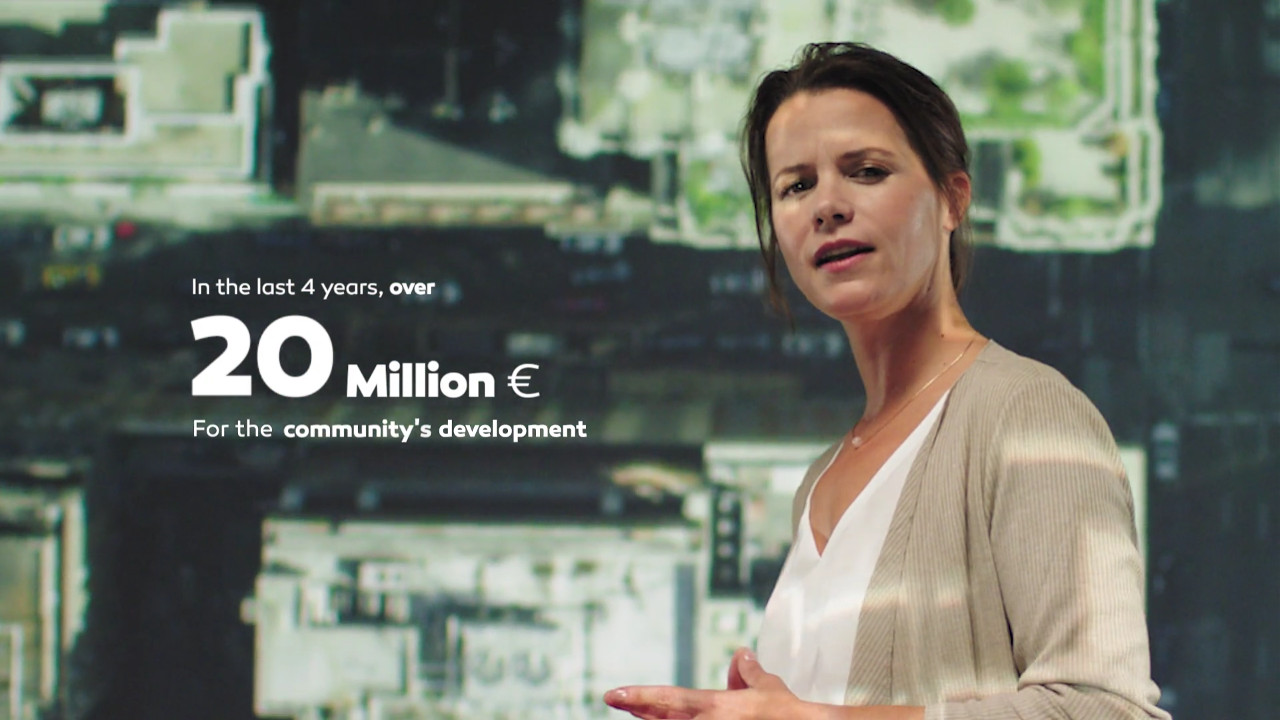 In the last 4 years, over
20 Million €
For the community's development